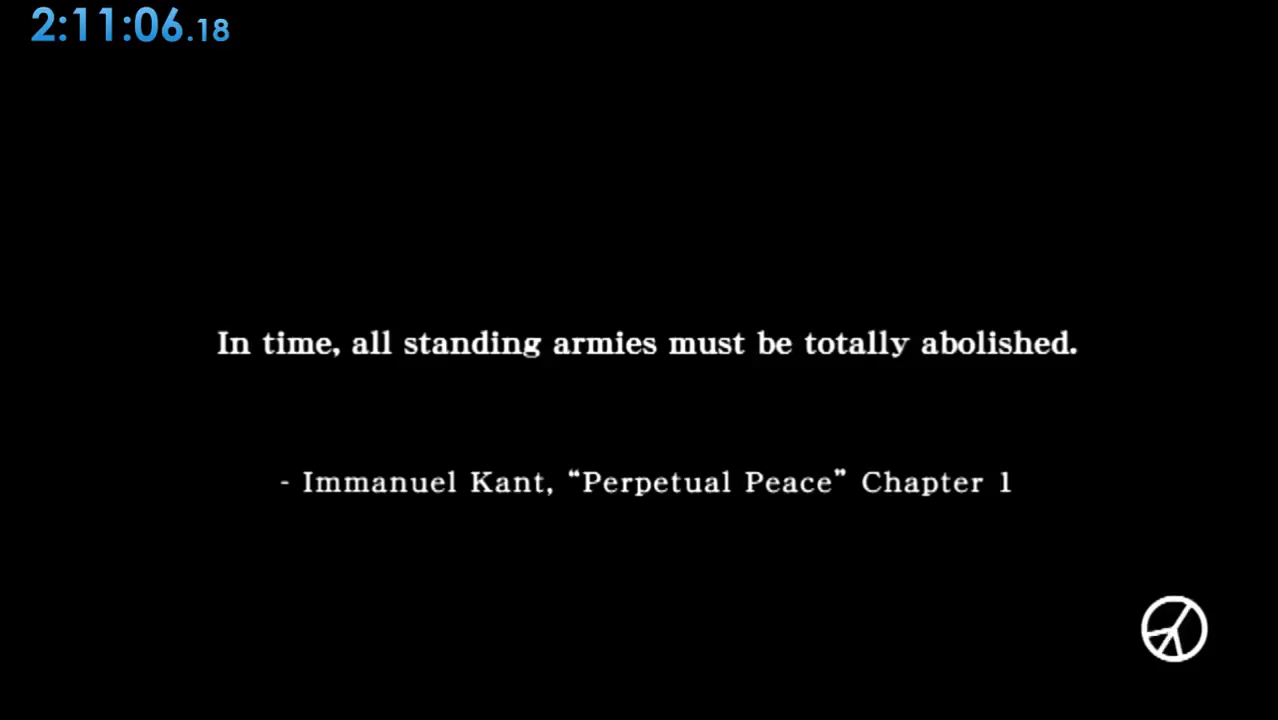 2:11:06.18
In time, all standing armies must be totally abolished.
- Immanuel Kant, “Perpetual Peace” Chapter 1